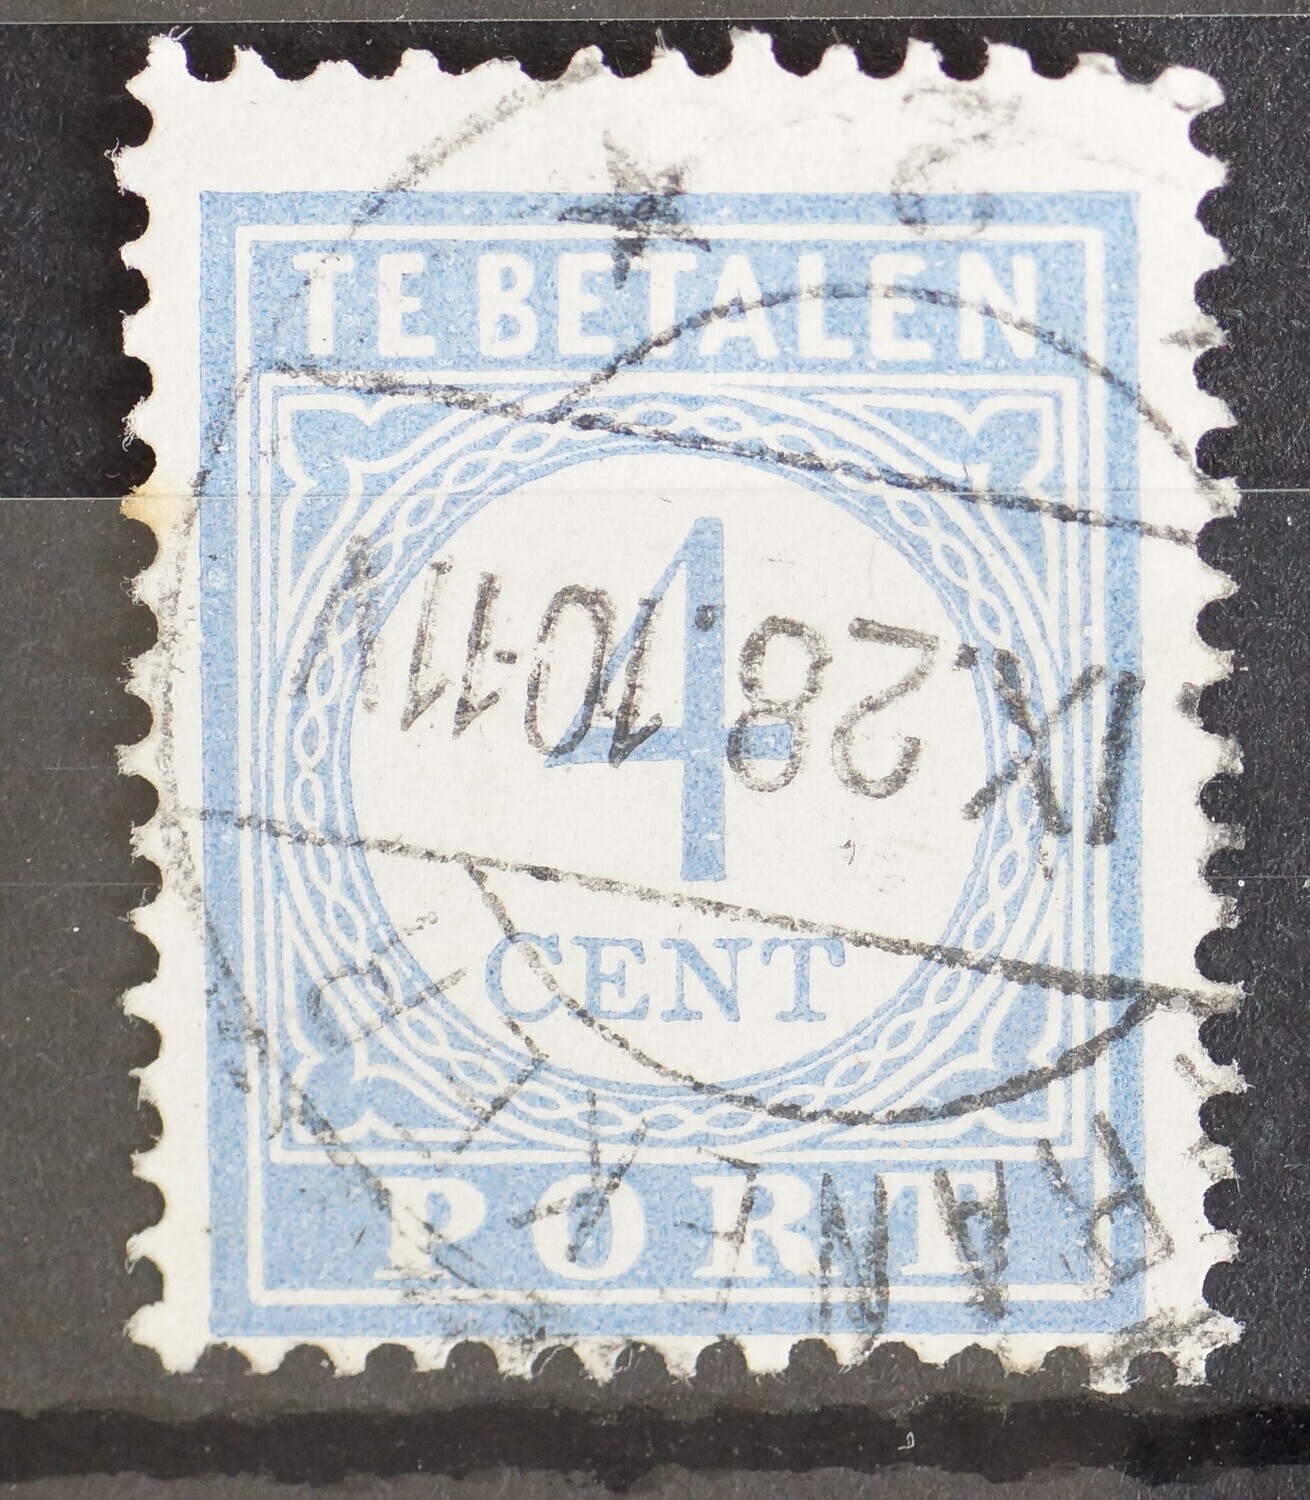 TE BETALEN
4
CENT
PORT
28.10-11 V
IX.